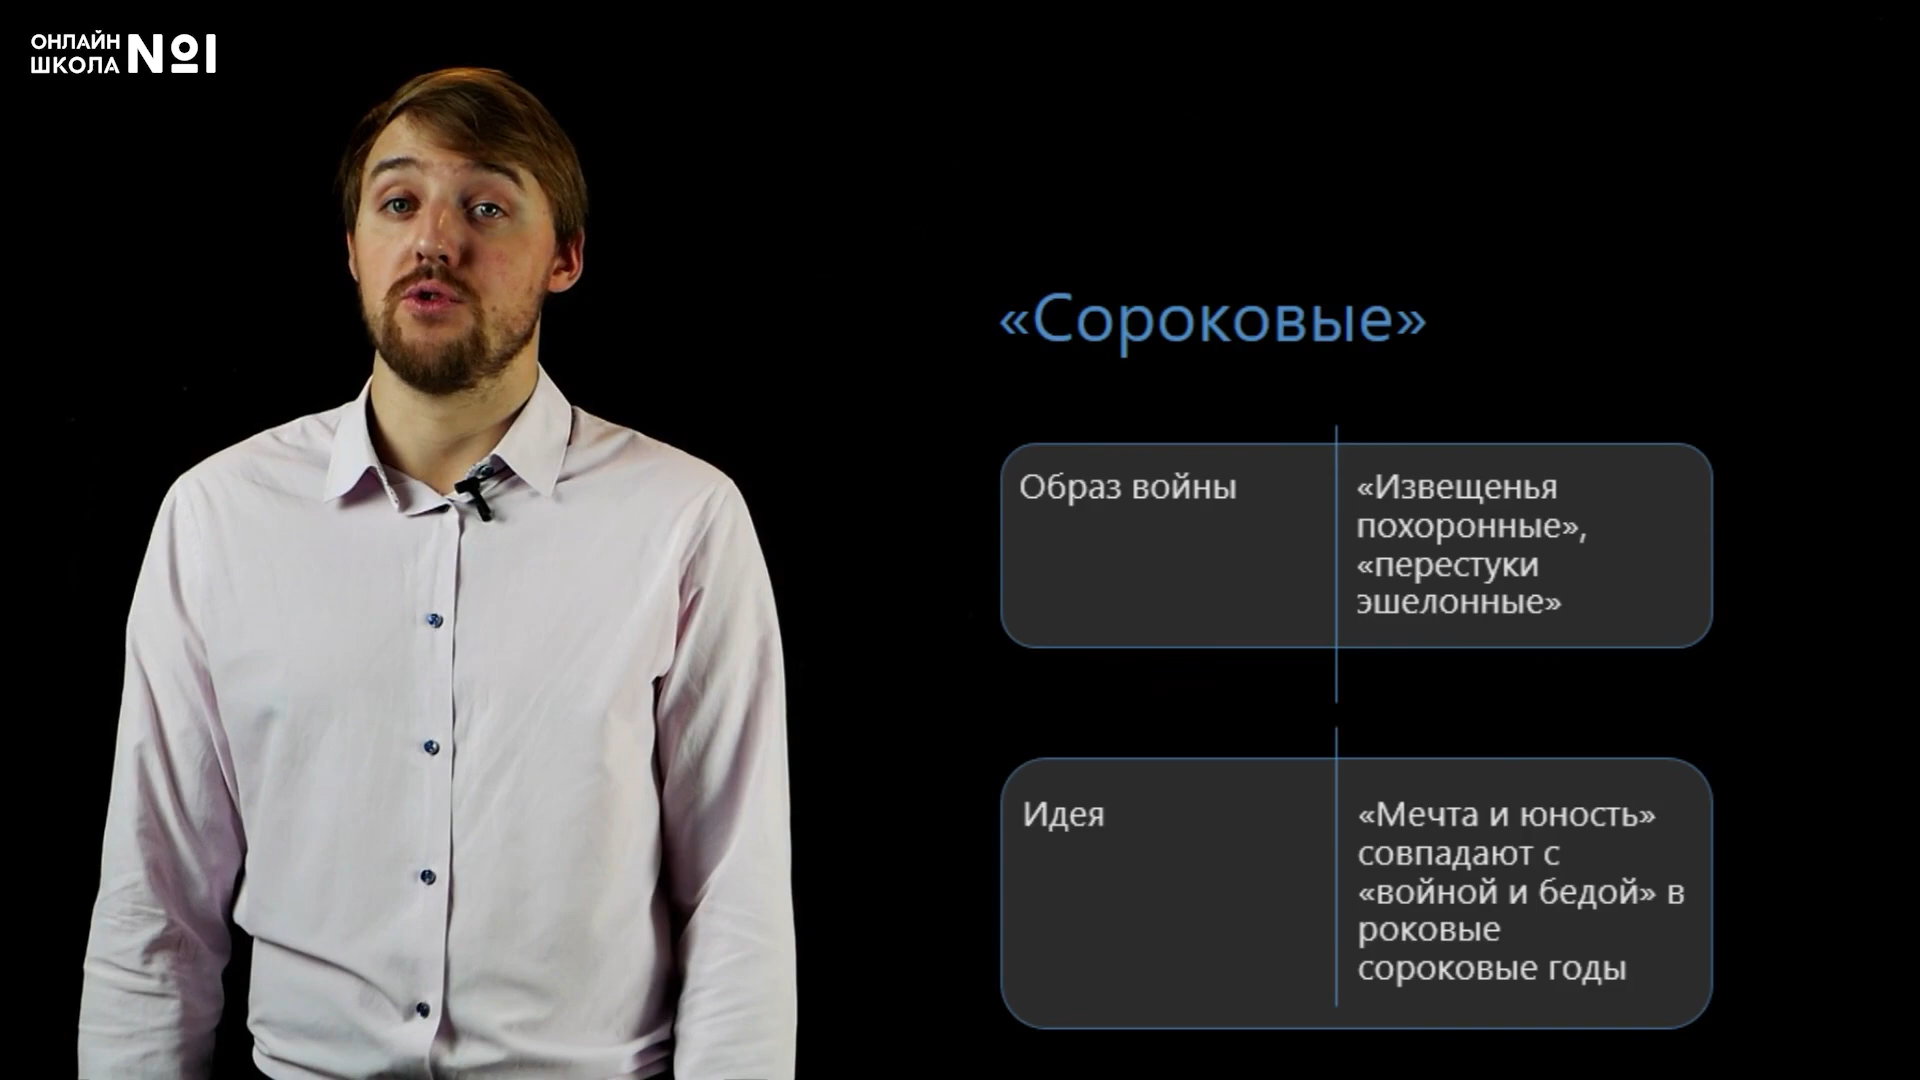 ОНЛАЙН
ШКОЛА №1
«Сороковые»
Образ войны
«Извещенья
похоронные»,
«перестуки
эшелонные»
Идея
«Мечта и юность»
совпадают с
«войной и бедой» в
роковые
сороковые годы